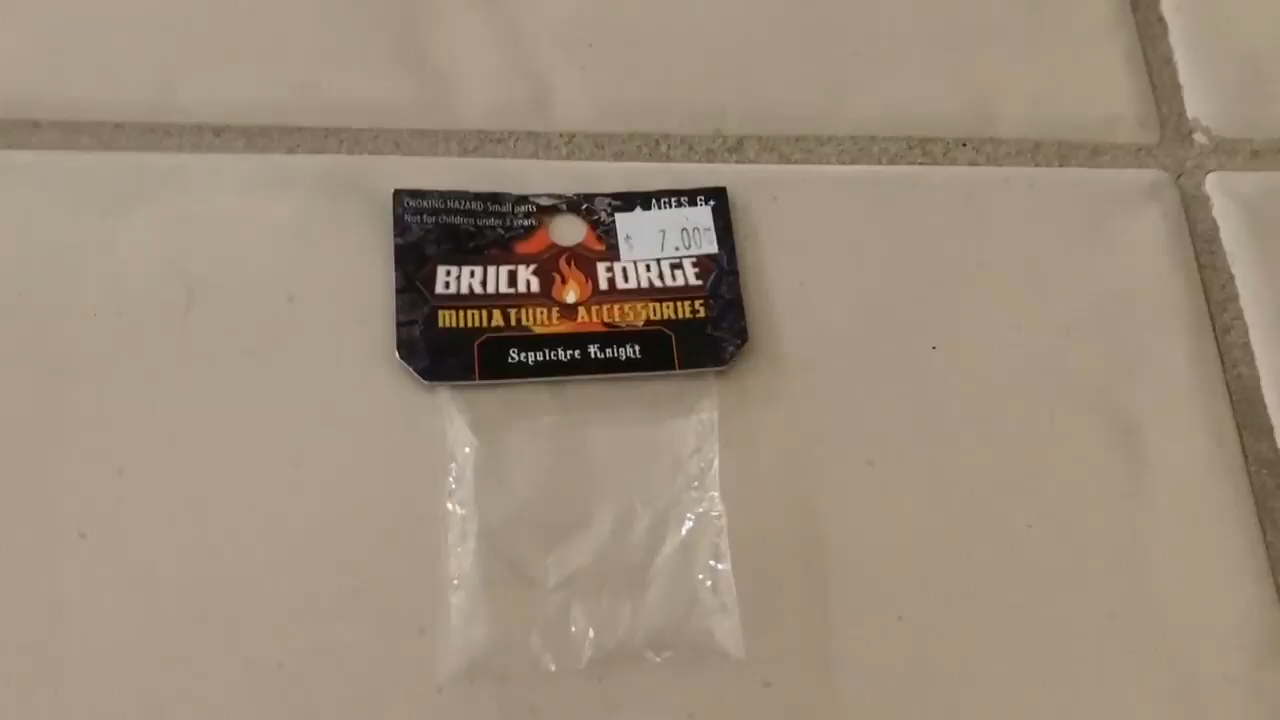 CHOKING HAZARD-Small parts
Not for children under 3 years.
AGES 6+
$ 7.00
BRICK FORGE
MINIATURE ACCESSORIES
Sepulchre Knight